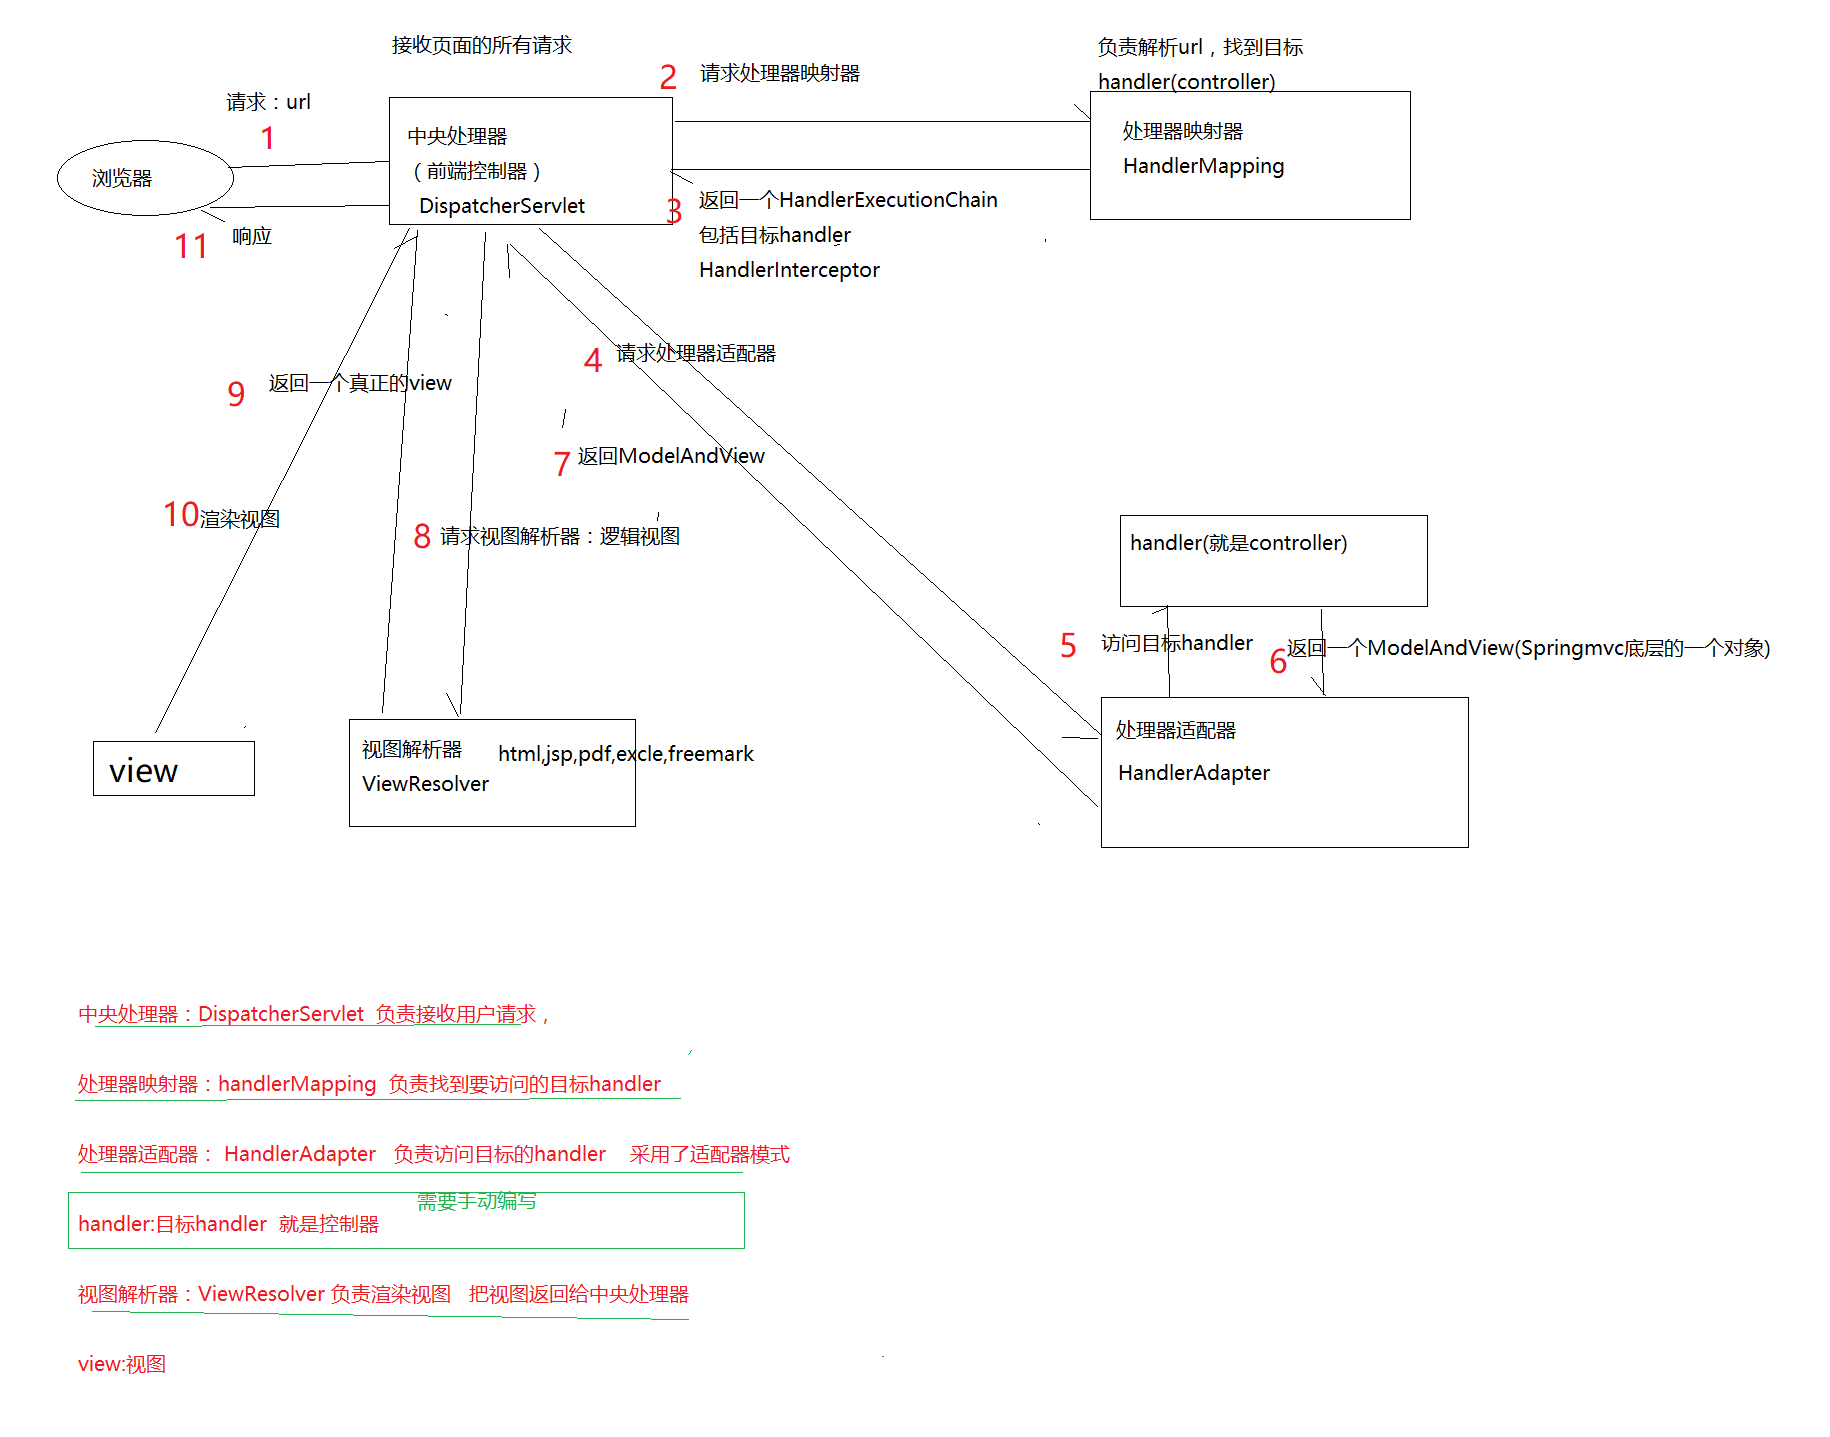 接收页面的所有请求
负责解析url，找到目标
handler(controller)
2 请求处理器映射器
请求：url
1
中央处理器
（前端控制器）
DispatcherServlet
处理器映射器
HandlerMapping
浏览器
3 返回一个HandlerExecutionChain
包括目标handler
HandlerInterceptor
11 响应
4 请求处理器适配器
9 返回一个真正的view
7 返回ModelAndView
10 渲染视图
8 请求视图解析器：逻辑视图
handler(就是controller)
5 访问目标handler
6 返回一个ModelAndView(Springmvc底层的一个对象)
处理器适配器
HandlerAdapter
视图解析器
ViewResolver
html,jsp,pdf,excle,freemark
view
中央处理器：DispatcherServlet 负责接收用户请求，
处理器映射器：handlerMapping 负责找到要访问的目标handler
处理器适配器： HandlerAdapter 负责访问目标的handler 采用了适配器模式
需要手动编写
handler:目标handler 就是控制器
视图解析器：ViewResolver 负责渲染视图 把视图返回给中央处理器
view:视图